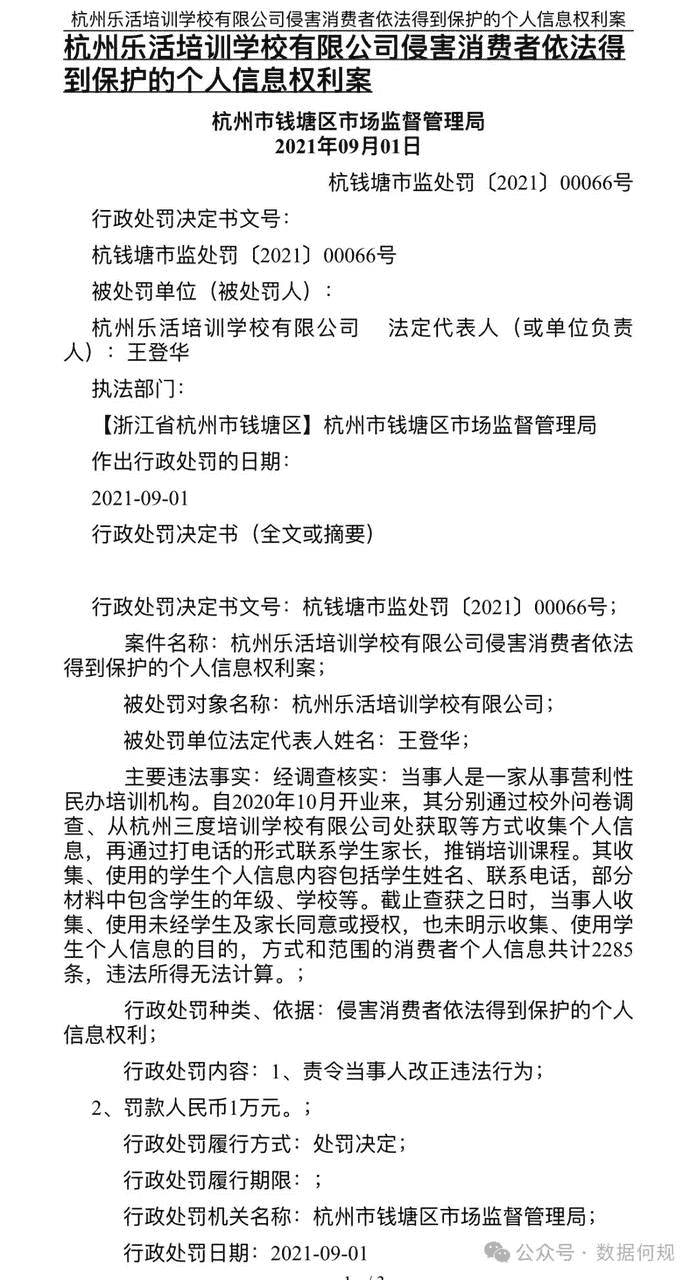 杭州乐活培训学校有限公司侵害消费者依法得到保护的个人信息权利案
杭州乐活培训学校有限公司侵害消费者依法得
到保护的个人信息权利案
杭州市钱塘区市场监督管理局
2021年09月01日
杭钱塘市监处罚〔2021〕00066号
行政处罚决定书文号：
杭钱塘市监处罚〔2021〕00066号
被处罚单位（被处罚人）：
杭州乐活培训学校有限公司 法定代表人（或单位负责
人）：王登华
执法部门：
【浙江省杭州市钱塘区】杭州市钱塘区市场监督管理局
作出行政处罚的日期：
2021-09-01
行政处罚决定书（全文或摘要）
行政处罚决定书文号：杭钱塘市监处罚〔2021〕00066号；
案件名称：杭州乐活培训学校有限公司侵害消费者依法
得到保护的个人信息权利案；
被处罚对象名称：杭州乐活培训学校有限公司；
被处罚单位法定代表人姓名：王登华；
主要违法事实：经调查核实：当事人是一家从事营利性
民办培训机构。自2020年10月开业来，其分别通过校外问卷调
查、从杭州三度培训学校有限公司处获取等方式收集个人信
息，再通过打电话的形式联系学生家长，推销培训课程。其收
集、使用的学生个人信息内容包括学生姓名、联系电话，部分
材料中包含学生的年级、学校等。截止查获之日时，当事人收
集、使用未经学生及家长同意或授权，也未明示收集、使用学
生个人信息的目的，方式和范围的消费者个人信息共计2285
条，违法所得无法计算。；
行政处罚种类、依据：侵害消费者依法得到保护的个人
信息权利；
行政处罚内容：1、责令当事人改正违法行为；
2、罚款人民币1万元。；
行政处罚履行方式：处罚决定；
行政处罚履行期限：；
行政处罚机关名称：杭州市钱塘区市场监督管理局；
行政处罚日期：2021-09-01
公众号·数据何规